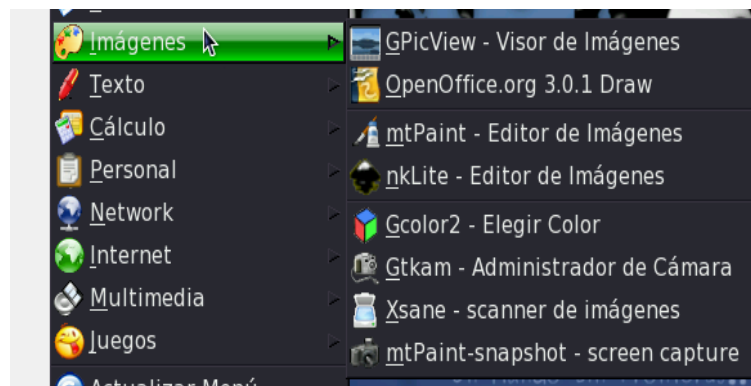 Imágenes
Texto
Cálculo
Personal
Network
Internet
Multimedia
Juegos
Actualizar Menú
GPicView - Visor de Imágenes
OpenOffice.org 3.0.1 Draw
mtPaint - Editor de Imágenes
nkLite - Editor de Imágenes
Gcolor2 - Elegir Color
Gtkam - Administrador de Cámara
Xsane - scanner de imágenes
mtPaint-snapshot - screen capture